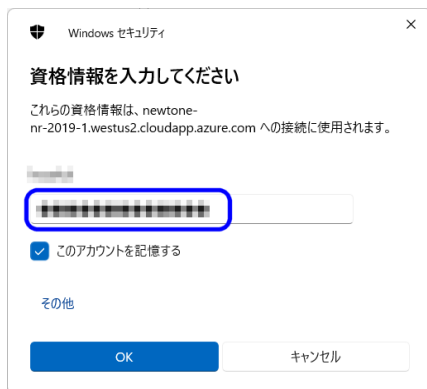 Windows セキュリティ
資格情報を入力してください
これらの資格情報は、newtone-
nr-2019-1.westus2.cloudapp.azure.com への接続に使用されます。
このアカウントを記憶する
その他
OK キャンセル